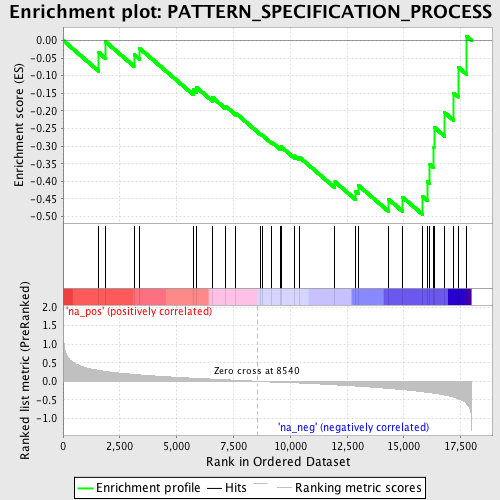 Enrichment plot: PATTERN_SPECIFICATION_PROCESS
Enrichment score (ES)
0.00
-0.05
-0.10
-0.15
-0.20
-0.25
-0.30
-0.35
-0.40
-0.45
-0.50
'na_pos' (positively correlated)
Ranked list metric (PreRanked)
2.0
1.5
1.0
0.5
0.0
-0.5
-1.0
Zero cross at 8540
'na_neg' (negatively correlated)
0 2,500 5,000 7,500 10,000 12,500 15,000 17,500
Rank in Ordered Dataset
Enrichment profile Hits Ranking metric scores